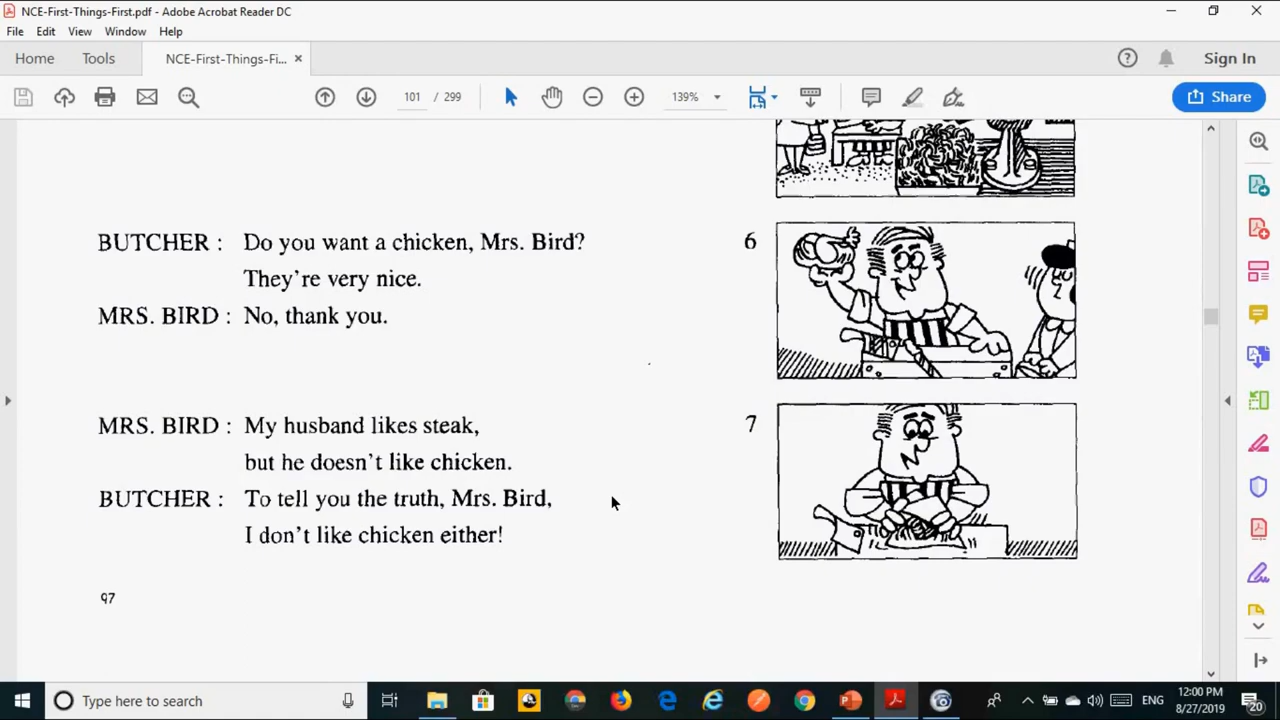 NCE-First-Things-First.pdf - Adobe Acrobat Reader DC
File Edit View Window Help
Home Tools NCE-First-Things-Fi... × Sign In
101 / 299 139% Share
BUTCHER : Do you want a chicken, Mrs. Bird? 6
They're very nice.
MRS. BIRD : No, thank you.
MRS. BIRD : My husband likes steak, 7
but he doesn't like chicken.
BUTCHER : To tell you the truth, Mrs. Bird,
I don't like chicken either!
97
Type here to search ENG 12:00 PM
8/27/2019 20